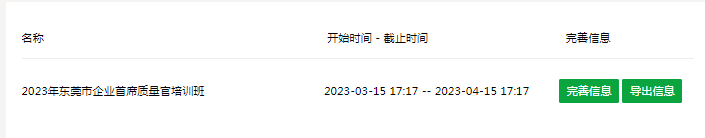 名称 开始时间 - 截止时间 完善信息
2023年东莞市企业首席质量官培训班 2023-03-15 17:17 -- 2023-04-15 17:17 完善信息 导出信息